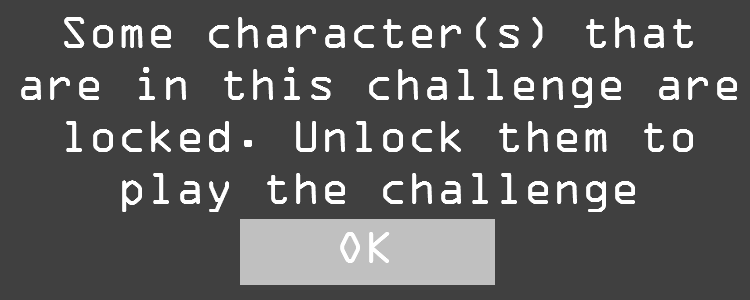 Some character(s) that
are in this challenge are
locked. Unlock them to
play the challenge
OK